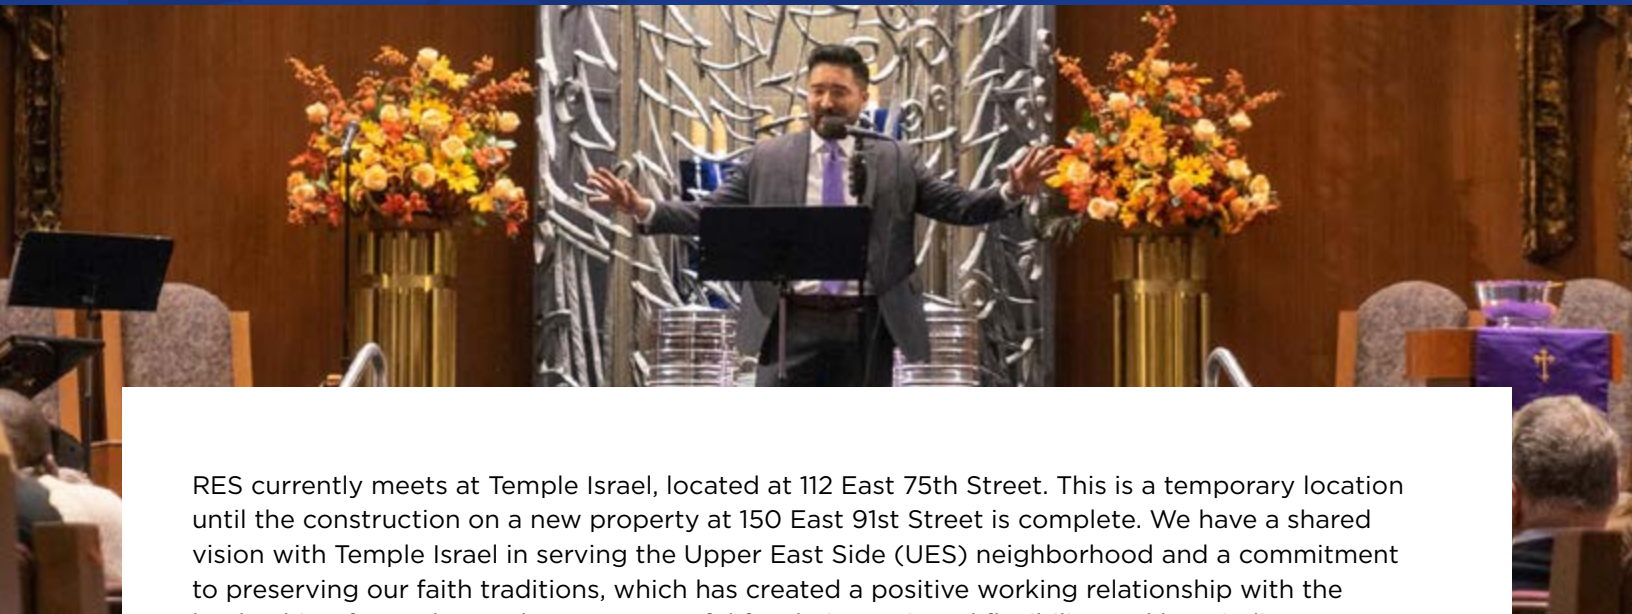 RES currently meets at Temple Israel, located at 112 East 75th Street. This is a temporary location
until the construction on a new property at 150 East 91st Street is complete. We have a shared
vision with Temple Israel in serving the Upper East Side (UES) neighborhood and a commitment
to preserving our faith traditions, which has created a positive working relationship with the